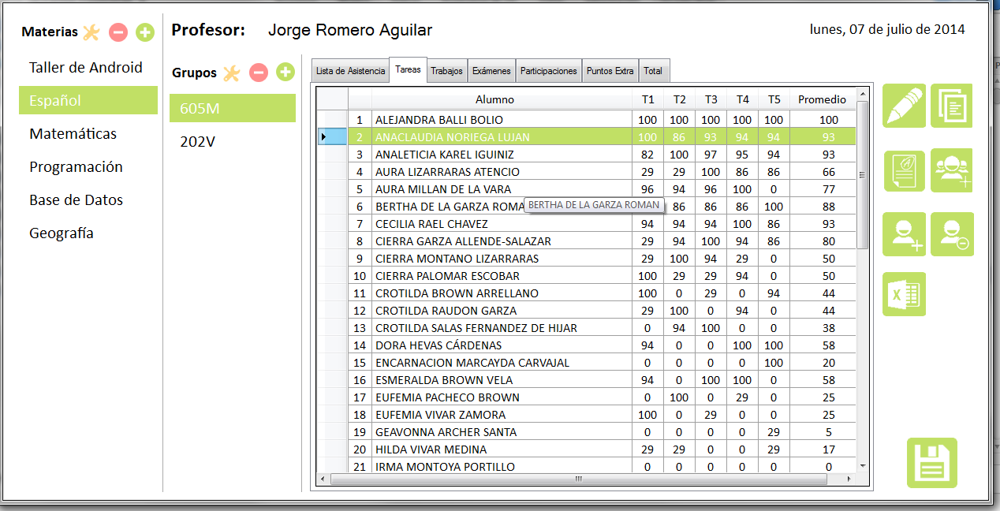 Materias
Taller de Android
Español
Matemáticas
Programación
Base de Datos
Geografía
Profesor: Jorge Romero Aguilar
lunes, 07 de julio de 2014
Grupos
605M
202V
Lista de Asistencia Tareas Trabajos Exámenes Participaciones Puntos Extra Total
Alumno T1 T2 T3 T4 T5 Promedio
1 ALEJANDRA BALLI BOLIO 100 100 100 100 100 100
2 ANACLAUDIA NORIEGA LUJAN 100 86 93 94 94 93
3 ANALETICIA KAREL IGUINIZ 82 100 97 95 94 93
4 AURA LIZARRARAS ATENCIO 29 29 100 86 86 66
5 AURA MILLAN DE LA VARA 96 94 96 100 0 77
6 BERTHA DE LA GARZA ROMA 86 86 86 100 88
BERTHA DE LA GARZA ROMAN
7 CECILIA RAEL CHAVEZ 94 94 94 100 86 93
8 CIERRA GARZA ALLENDE-SALAZAR 29 94 100 94 86 80
9 CIERRA MONTANO LIZARRARAS 29 100 94 29 0 50
10 CIERRA PALOMAR ESCOBAR 100 29 29 94 0 50
11 CROTILDA BROWN ARRELLANO 100 0 29 0 94 44
12 CROTILDA RAUDON GARZA 29 100 0 94 0 44
13 CROTILDA SALAS FERNANDEZ DE HIJAR 0 94 100 0 0 38
14 DORA HEVAS CÁRDENAS 94 0 0 100 100 58
15 ENCARNACION MARCAYDA CARVAJAL 0 0 0 0 100 20
16 ESMERALDA BROWN VELA 94 0 100 100 0 58
17 EUFEMIA PACHECO BROWN 0 100 0 29 0 25
18 EUFEMIA VIVAR ZAMORA 100 0 29 0 0 25
19 GEAVONNA ARCHER SANTA 0 0 0 0 29 5
20 HILDA VIVAR MEDINA 29 29 0 0 29 17
21 IRMA MONTOYA PORTILLO 0 0 0 0 0 0